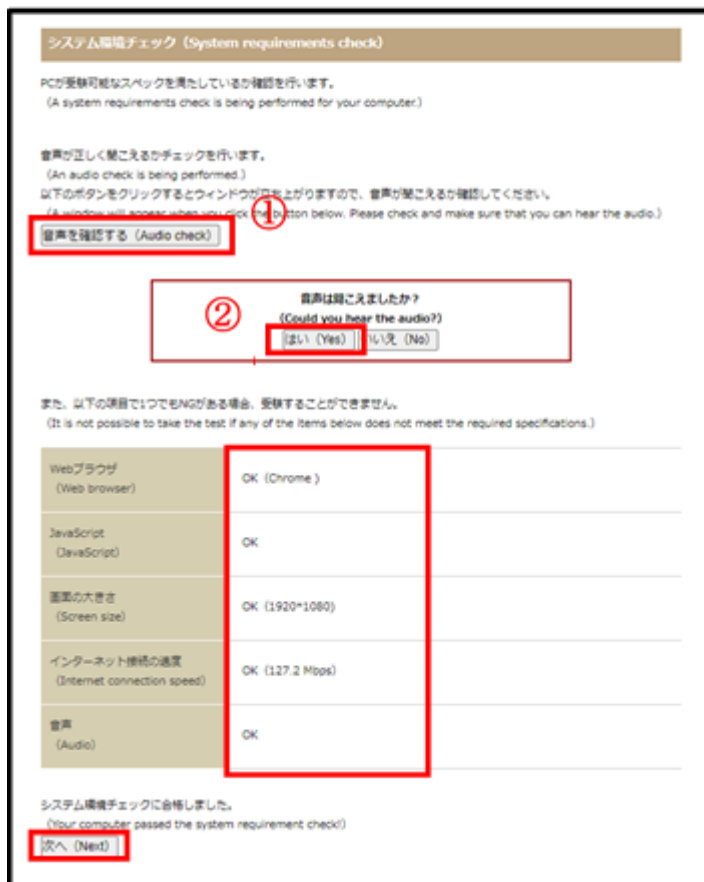 システム環境チェック（System requirements check）
PCが受験可能なスペックを満たしているか確認を行います。
（A system requirements check is being performed for your computer.）
音声が正しく聞こえるかチェックを行います。
（An audio check is being performed.）
以下のボタンをクリックするとウィンドウが立ち上がりますので、音声が聞こえるか確認してください。
（A window will appear when you click the button below. Please check and make sure that you can hear the audio.）
①
音声を確認する（Audio check）
②
音声は聞こえましたか？
（Could you hear the audio?）
はい（Yes） いいえ（No）
また、以下の項目で1つでもNGがある場合、受験することができません。
（It is not possible to take the test if any of the items below does not meet the required specifications.）
Webブラウザ
（Web browser）
OK（Chrome ）
JavaScript
（JavaScript）
OK
画面の大きさ
（Screen size）
OK（1920*1080）
インターネット接続の速度
（Internet connection speed）
OK（127.2 Mbps）
音声
（Audio）
OK
システム環境チェックに合格しました。
（Your computer passed the system requirement check!）
次へ（Next）